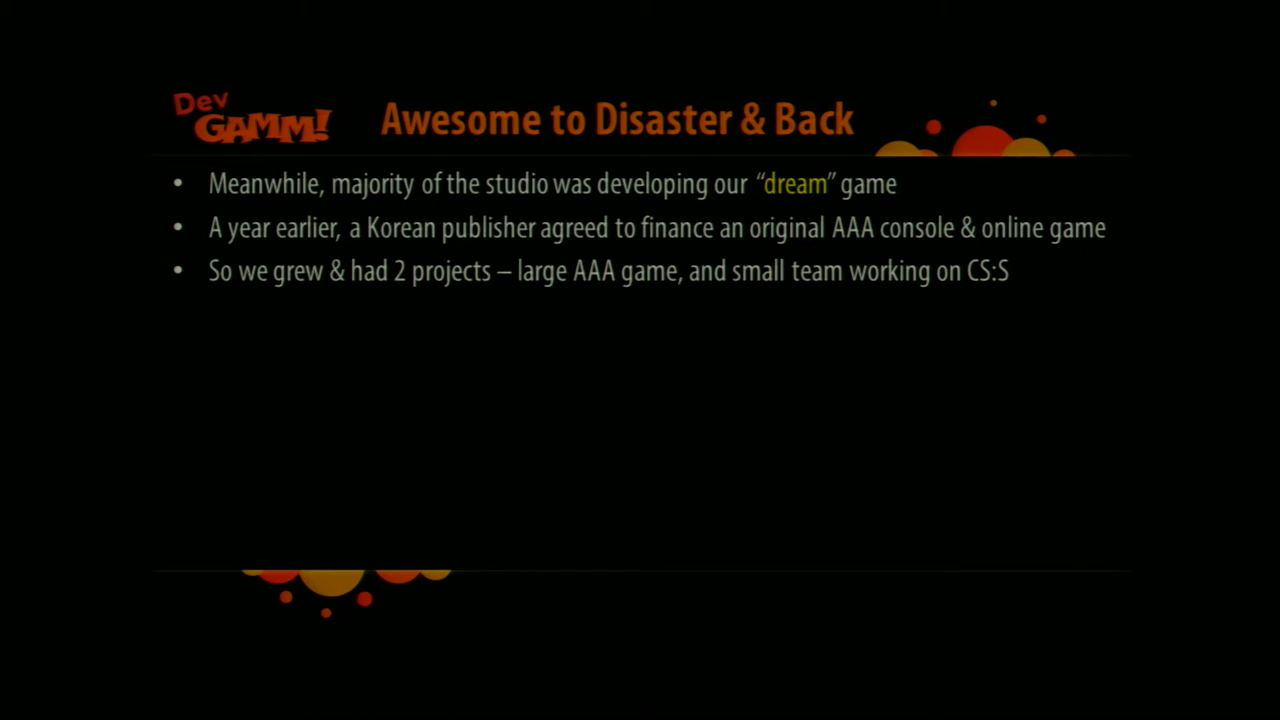 Dev
GAMM!
Awesome to Disaster & Back
• Meanwhile, majority of the studio was developing our “dream” game
• A year earlier, a Korean publisher agreed to finance an original AAA console & online game
• So we grew & had 2 projects – large AAA game, and small team working on CS:S